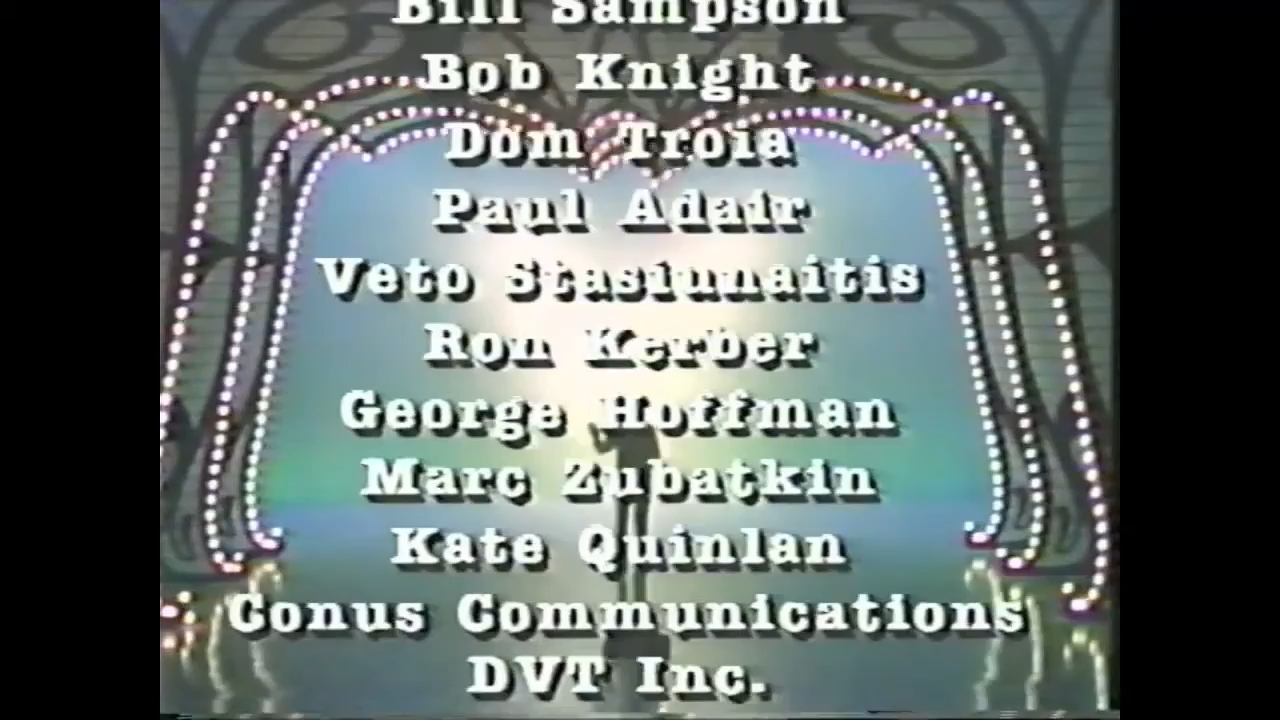 Bill Sampson
Bob Knight
Dom Troia
Paul Adair
Veto Stasiunaitis
Ron Kerber
George Hoffman
Marc Zubatkin
Kate Quinlan
Conus Communications
DVT Inc.